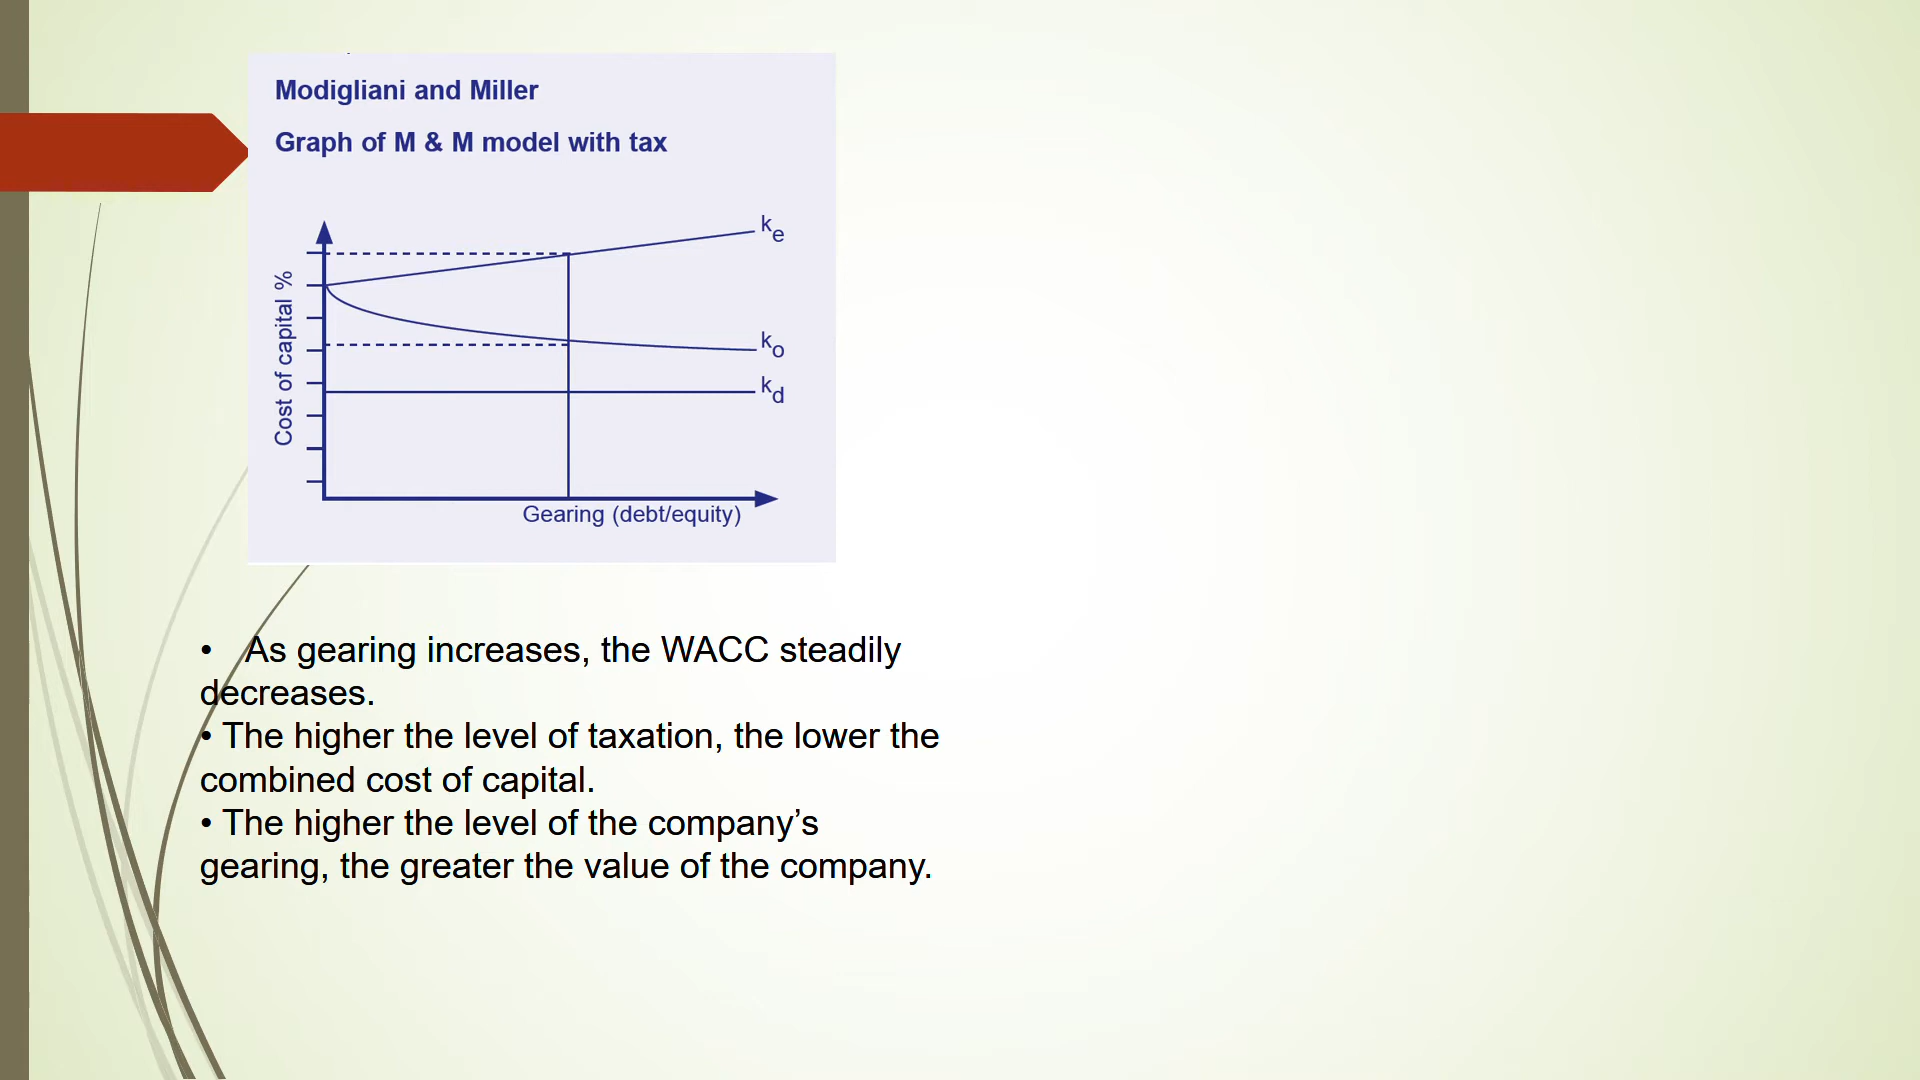 Modigliani and Miller
Graph of M & M model with tax
Cost of capital %
ke
ko
kd
Gearing (debt/equity)
• As gearing increases, the WACC steadily
decreases.
• The higher the level of taxation, the lower the
combined cost of capital.
• The higher the level of the company’s
gearing, the greater the value of the company.